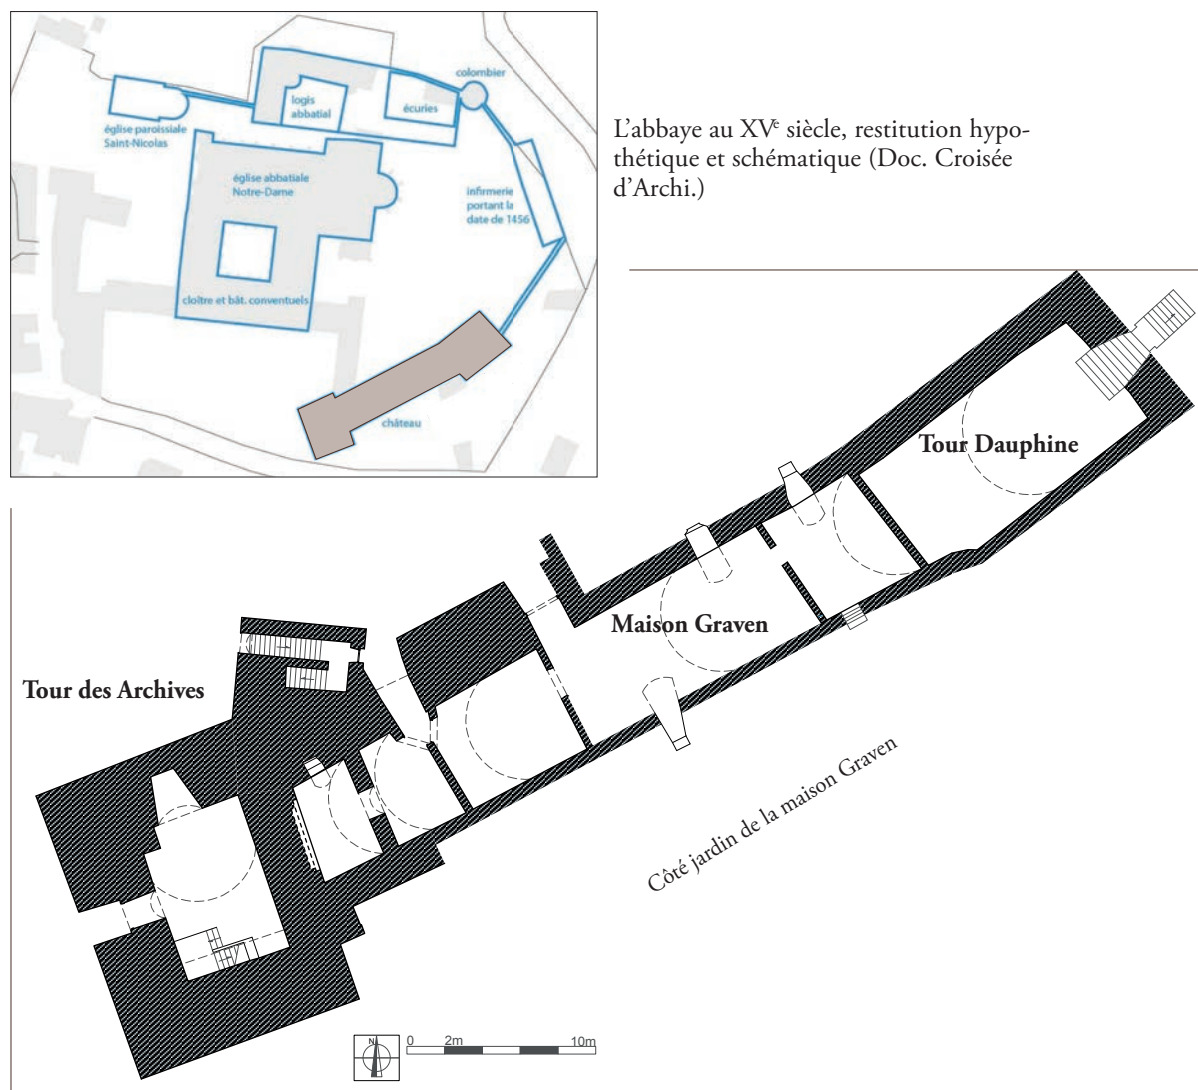 colombier
logis
abbatial
écuries
église paroissiale
Saint-Nicolas
église abbatiale
Notre-Dame
infirmerie
portant la
date de 1456
cloître et bât. conventuels
château
L'abbaye au XVe siècle, restitution hypo-
thétique et schématique (Doc. Croisée
d'Archi.)
Tour Dauphine
Maison Graven
Tour des Archives
Côté jardin de la maison Graven
N
0 2m 10m